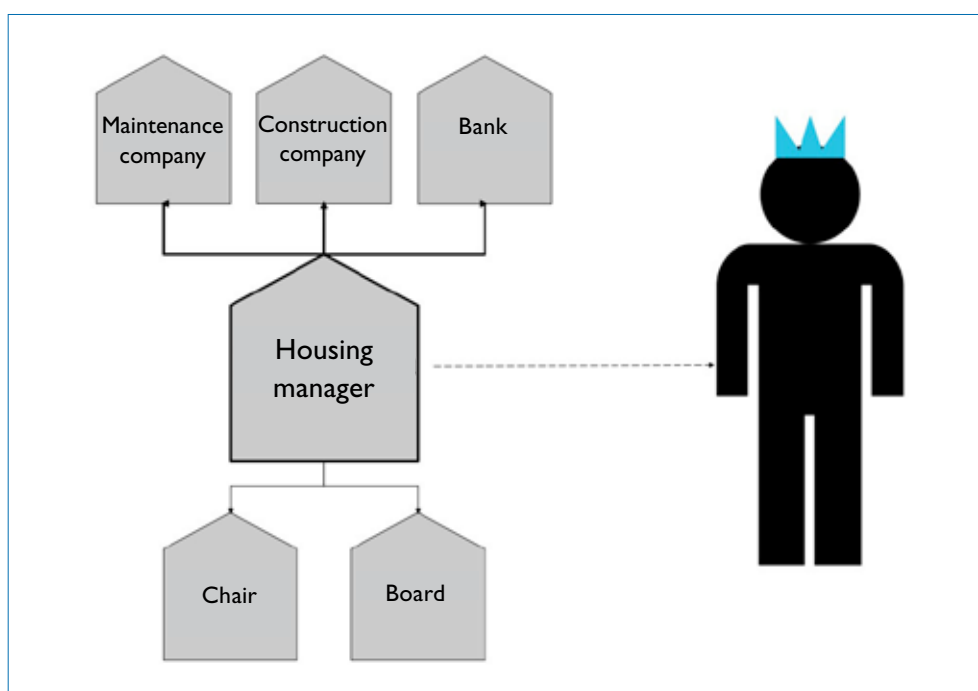 Maintenance
company
Construction
company
Bank
Housing
manager
Chair
Board